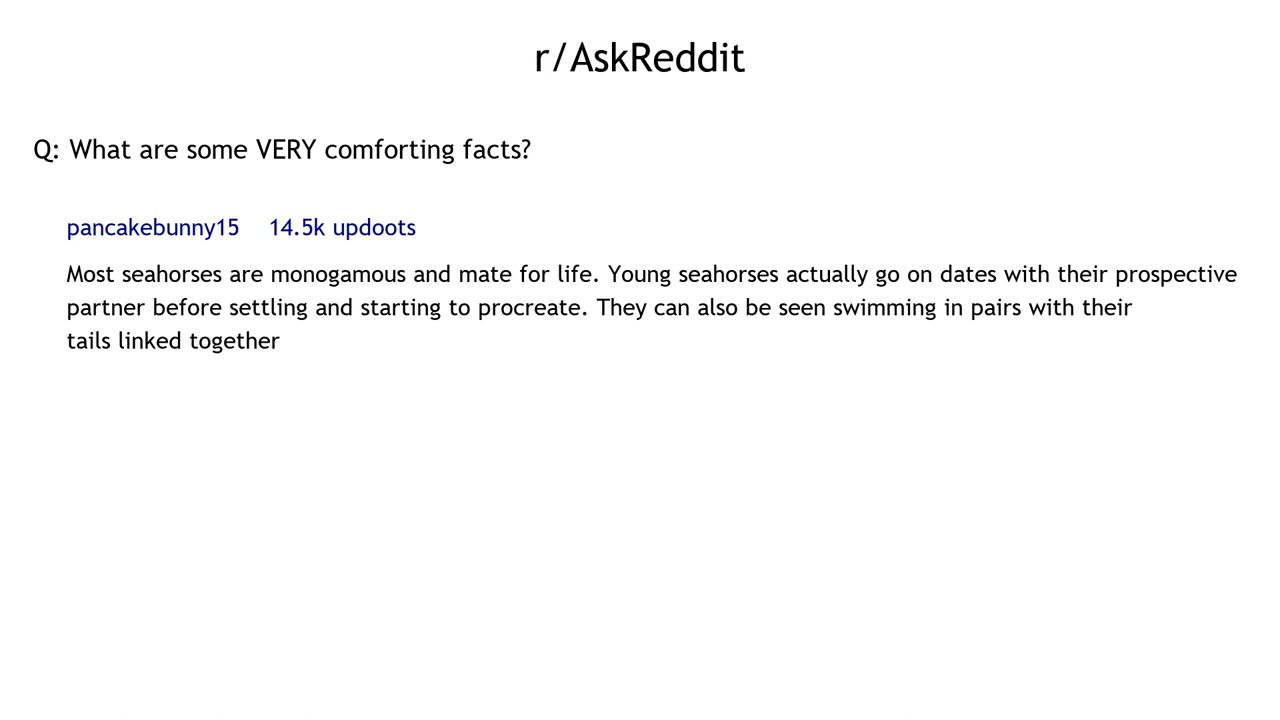 r/AskReddit
Q: What are some VERY comforting facts?
pancakebunny15 14.5k updoots
Most seahorses are monogamous and mate for life. Young seahorses actually go on dates with their prospective
partner before settling and starting to procreate. They can also be seen swimming in pairs with their
tails linked together